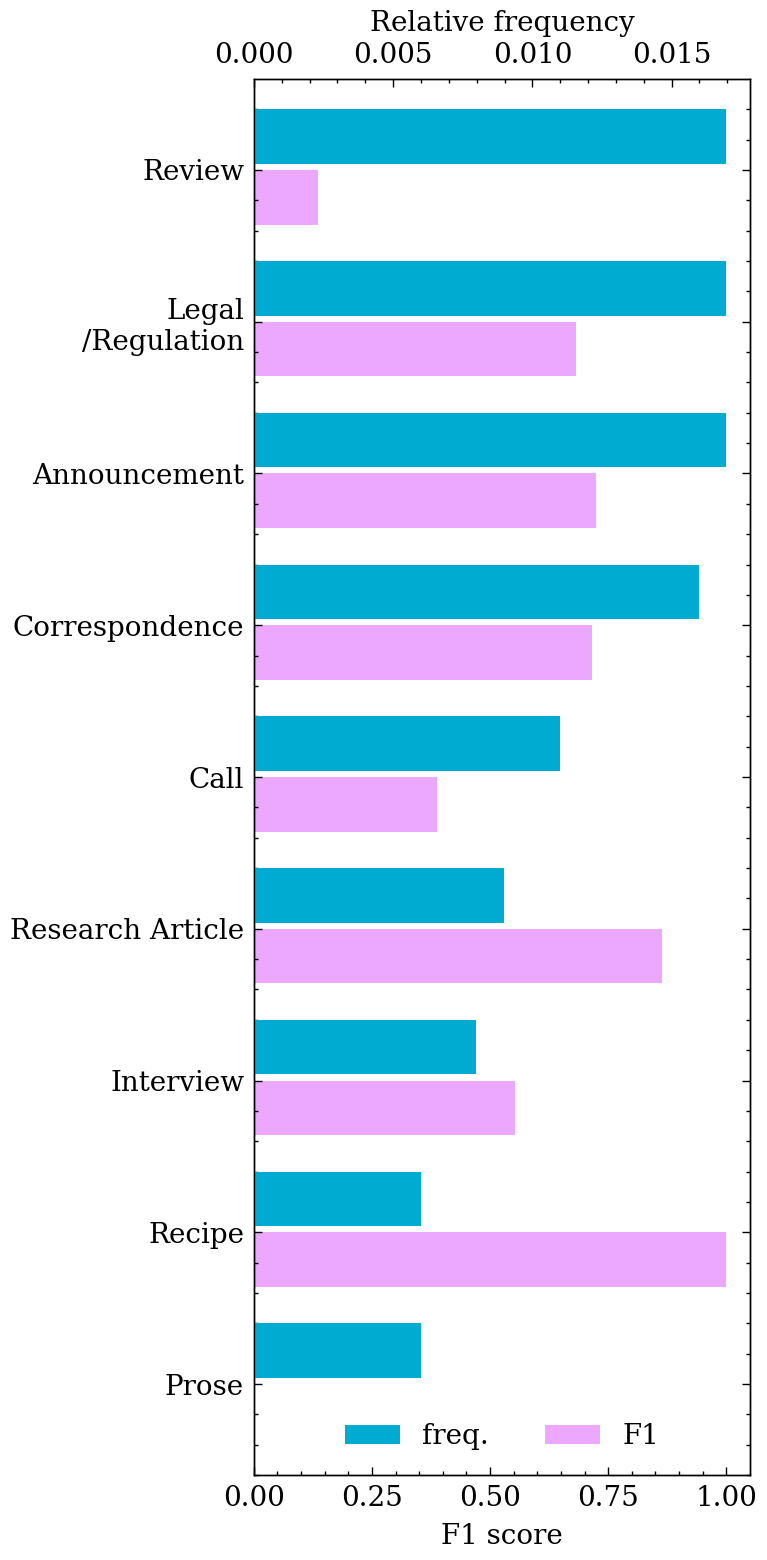 Relative frequency
0.000 0.005 0.010 0.015
Review
Legal
/Regulation
Announcement
Correspondence
Call
Research Article
Interview
Recipe
Prose
freq. F1
0.00 0.25 0.50 0.75 1.00
F1 score